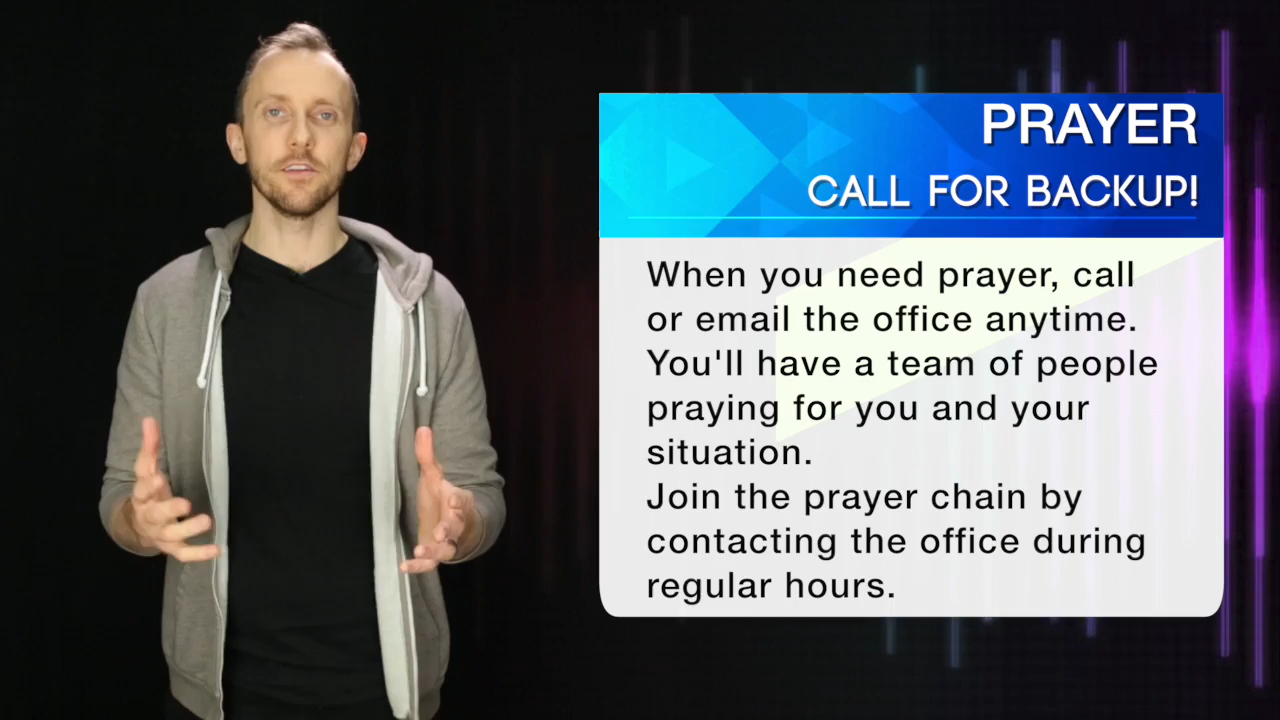 PRAYER
CALL FOR BACKUP!
When you need prayer, call
or email the office anytime.
You'll have a team of people
praying for you and your
situation.
Join the prayer chain by
contacting the office during
regular hours.